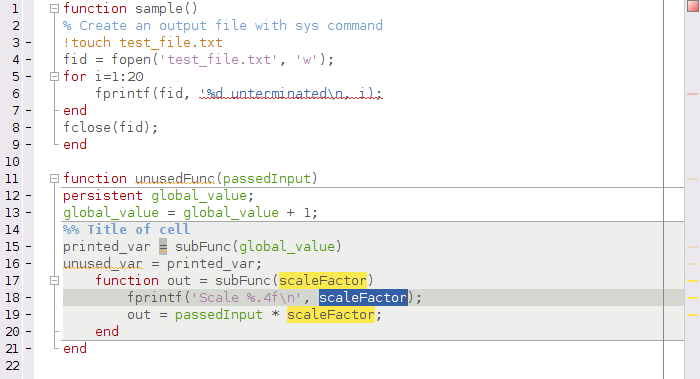 1 function sample()
2 % Create an output file with sys command
3 - !touch test_file.txt
4 - fid = fopen('test_file.txt', 'w');
5 - for i=1:20
6 - fprintf(fid, '%d unterminated\n, i);
7 - end
8 - fclose(fid);
9 - end
10
11 function unusedFunc(passedInput)
12 - persistent global_value;
13 - global_value = global_value + 1;
14 %% Title of cell
15 - printed_var = subFunc(global_value)
16 - unused_var = printed_var;
17 function out = subFunc(scaleFactor)
18 - fprintf('Scale %.4f\n', scaleFactor);
19 - out = passedInput * scaleFactor;
20 - end
21 - end
22